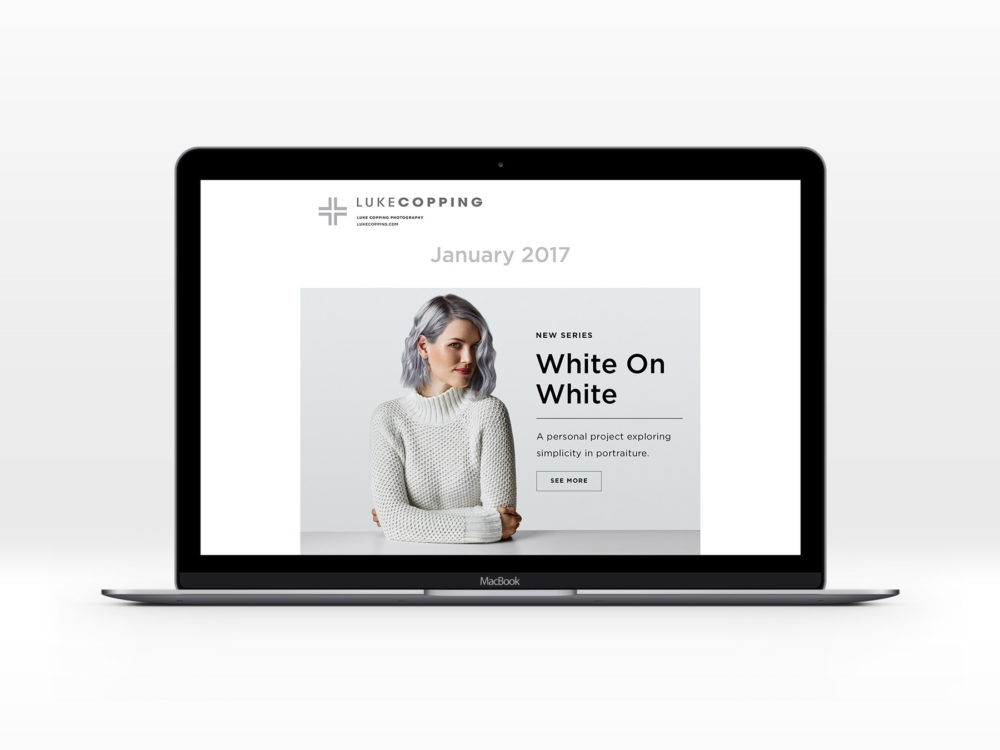 LUKECOPPING
LUKE COPPING PHOTOGRAPHY
LUKECOPPING.COM
January 2017
NEW SERIES
White On
White
A personal project exploring
simplicity in portraiture.
SEE MORE
MacBook